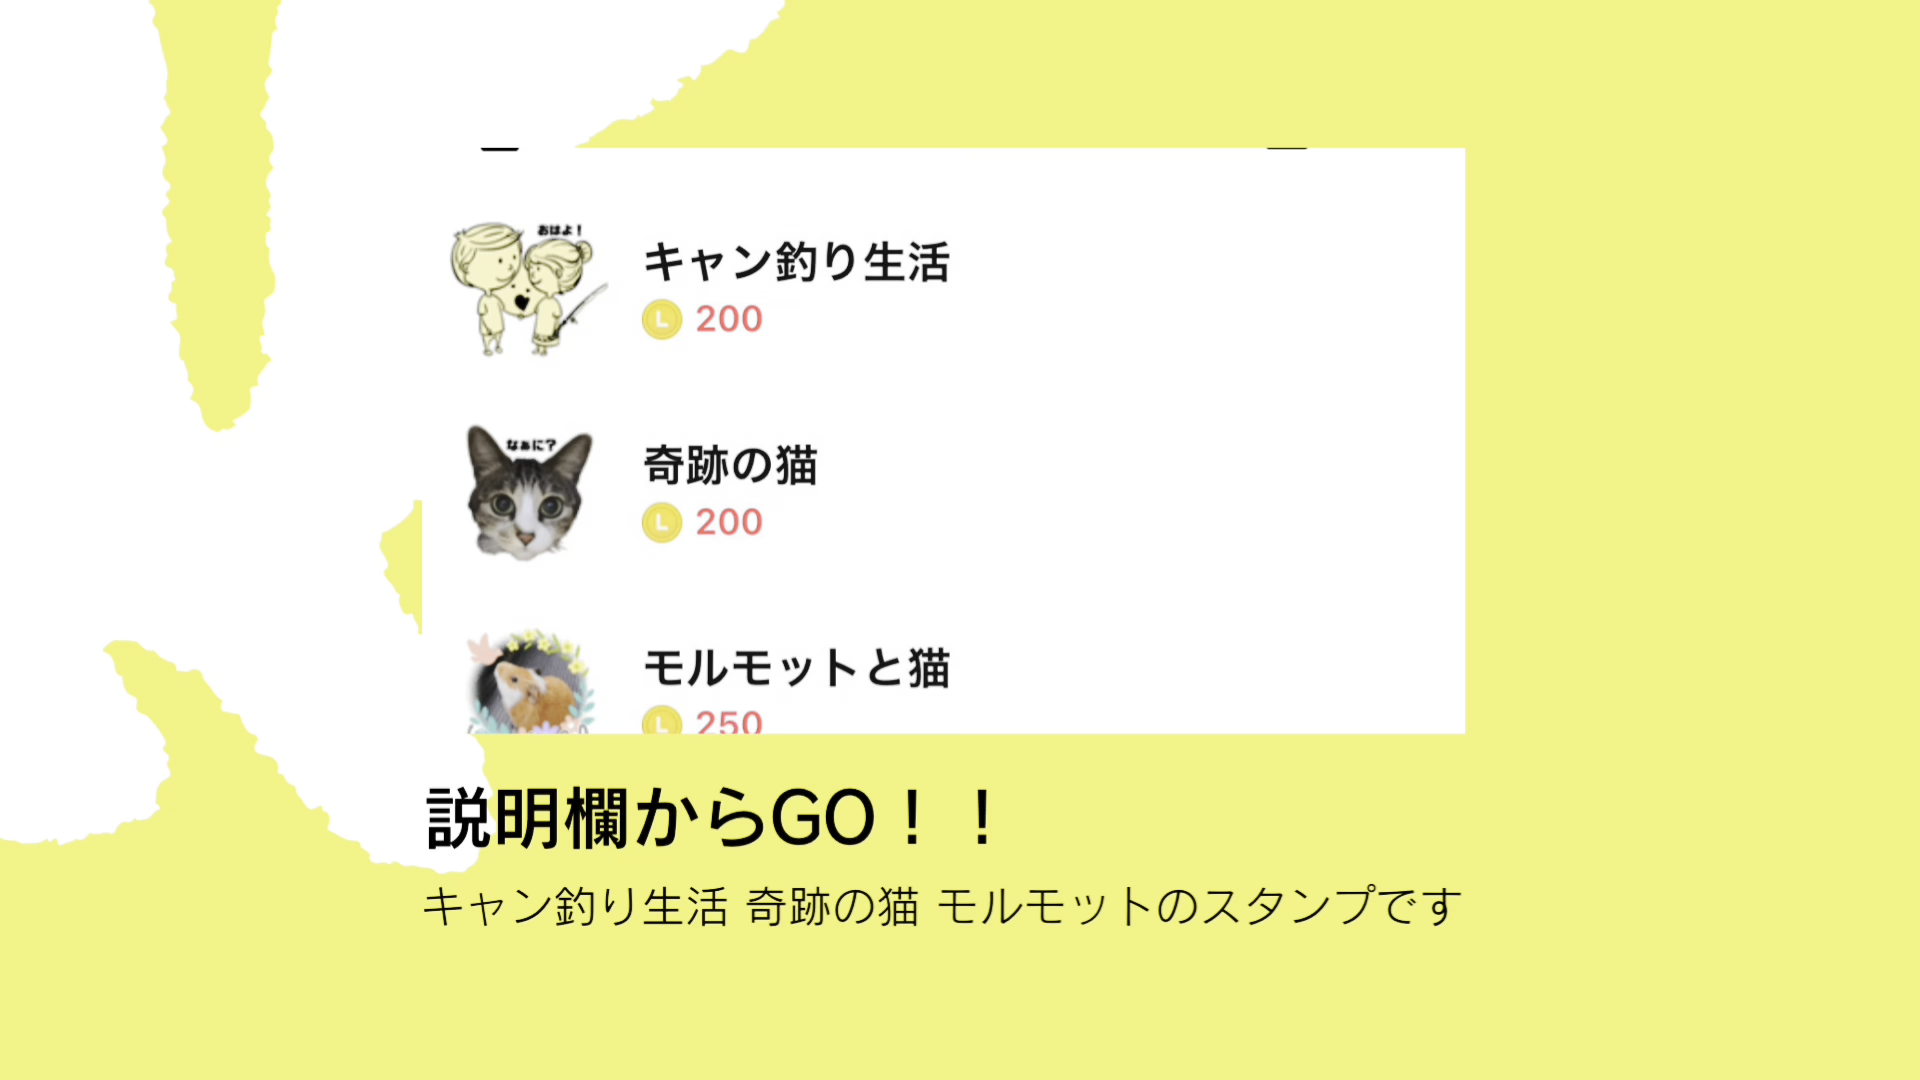 おはよ！
キャン釣り生活
L 200
なぁに？
奇跡の猫
L 200
モルモットと猫
L 250
説明欄からGO！！
キャン釣り生活 奇跡の猫 モルモットのスタンプです